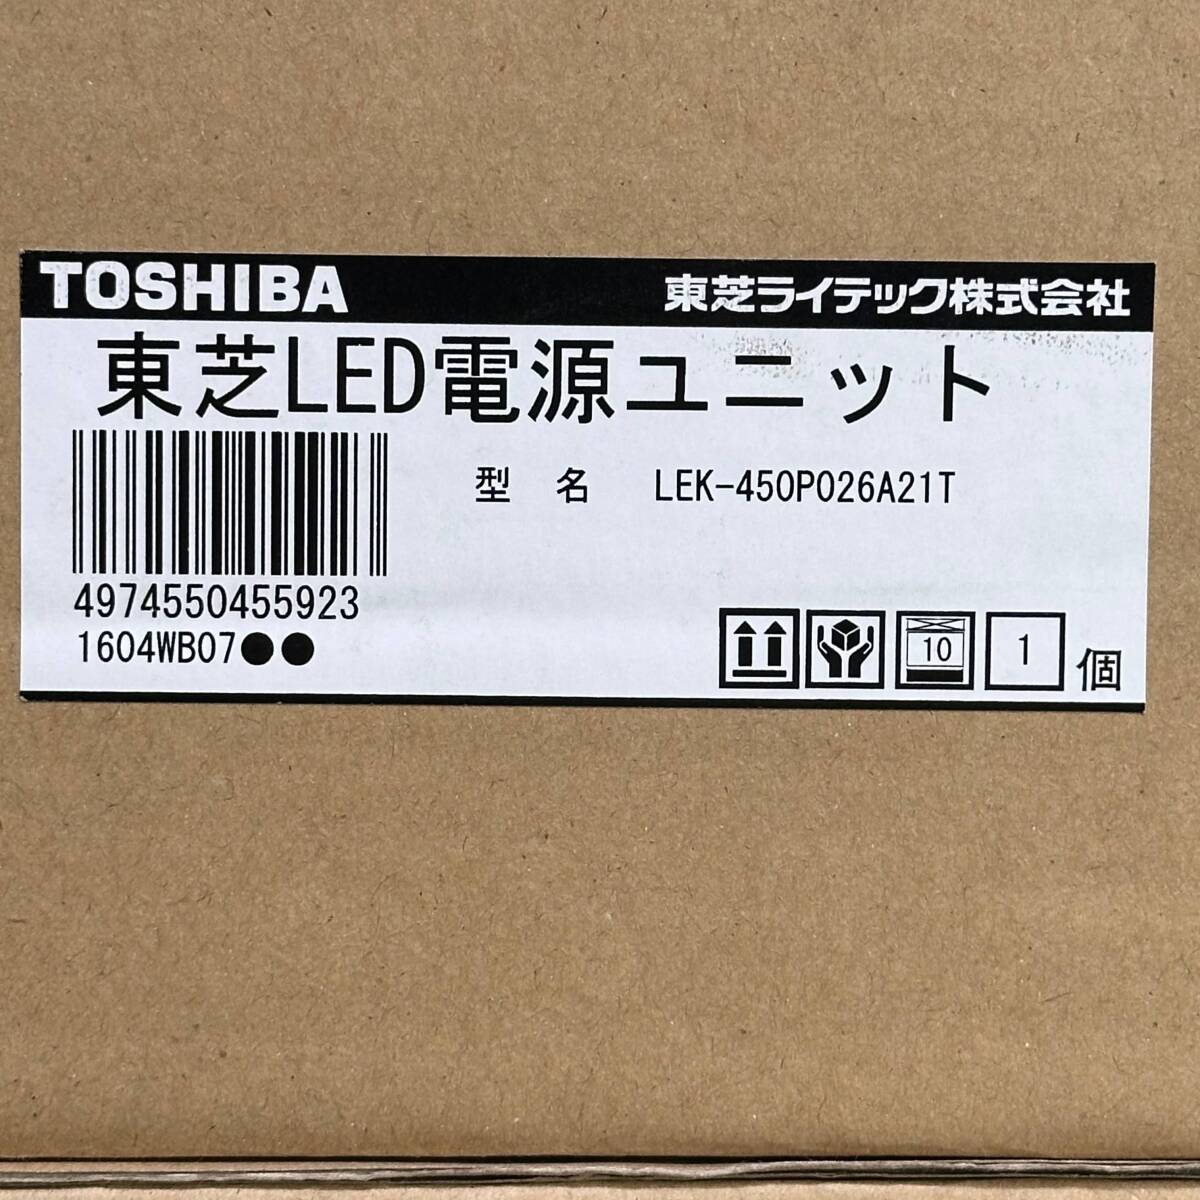 TOSHIBA 東芝ライテック株式会社
東芝LED電源ユニット
型 名 LEK-450P026A21T
4974550455923
1604WB07●●
10 1 個